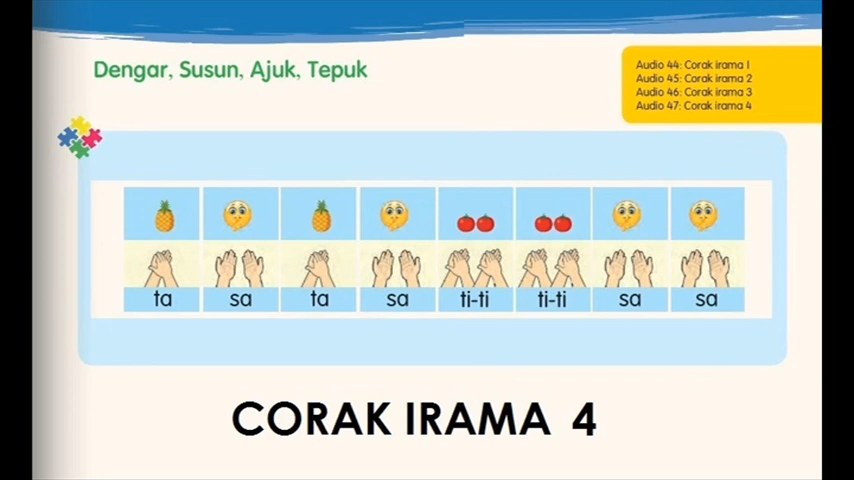 Dengar, Susun, Ajuk, Tepuk
Audio 44: Corak irama 1
Audio 45: Corak irama 2
Audio 46: Corak irama 3
Audio 47: Corak irama 4
ta sa ta sa ti-ti ti-ti sa sa
CORAK IRAMA 4